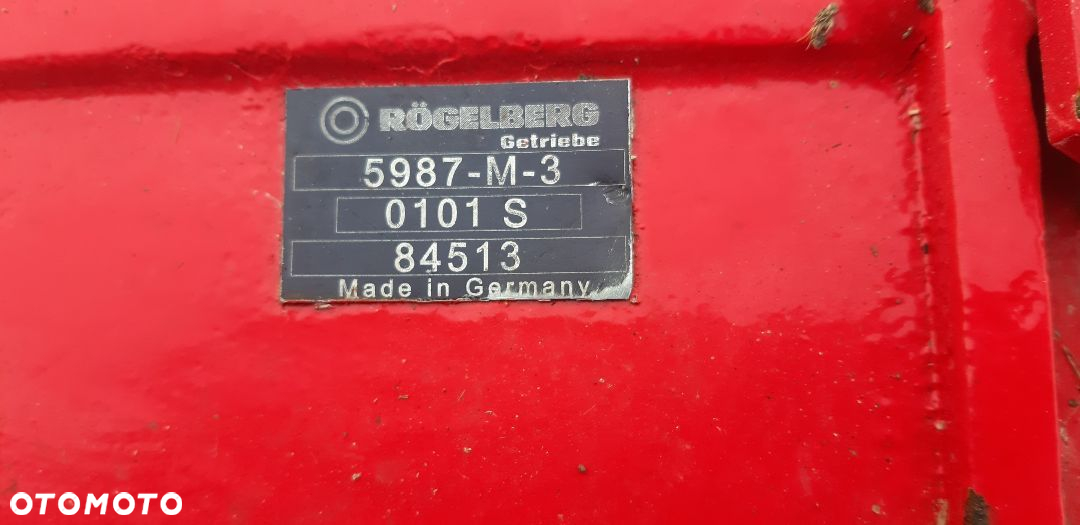 RÖGELBERG
Getriebe
5987-M-3
0101 S
84513
Made in Germany
OTOMOTO